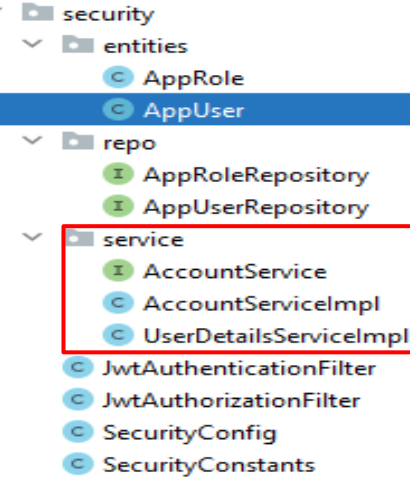 security
entities
C AppRole
C AppUser
repo
I AppRoleRepository
I AppUserRepository
service
I AccountService
C AccountServiceImpl
C UserDetailsServiceImpl
C JwtAuthenticationFilter
C JwtAuthorizationFilter
C SecurityConfig
C SecurityConstants